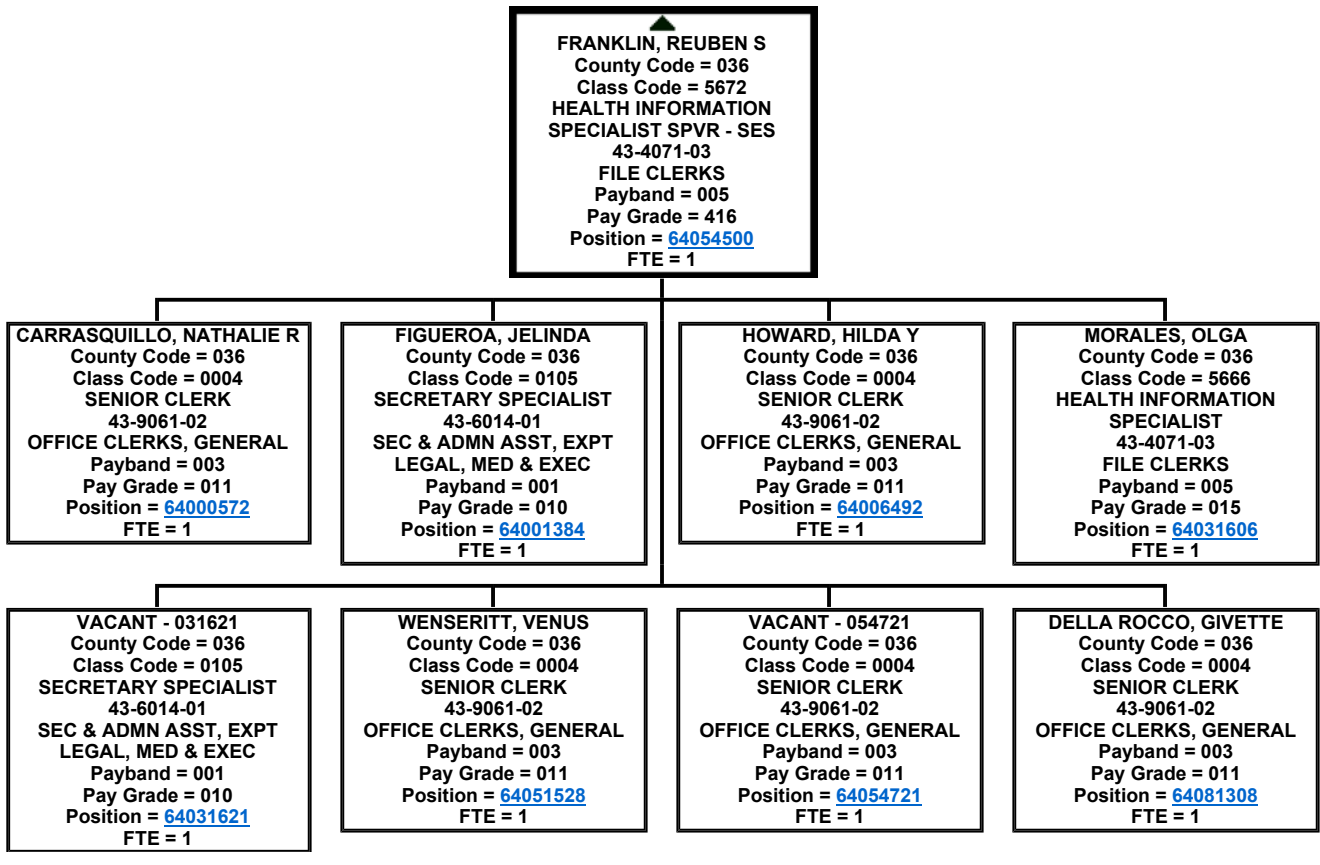 FRANKLIN, REUBEN S
County Code = 036
Class Code = 5672
HEALTH INFORMATION
SPECIALIST SPVR - SES
43-4071-03
FILE CLERKS
Payband = 005
Pay Grade = 416
Position = 64054500
FTE = 1
CARRASQUILLO, NATHALIE R
County Code = 036
Class Code = 0004
SENIOR CLERK
43-9061-02
OFFICE CLERKS, GENERAL
Payband = 003
Pay Grade = 011
Position = 64000572
FTE = 1
FIGUEROA, JELINDA
County Code = 036
Class Code = 0105
SECRETARY SPECIALIST
43-6014-01
SEC & ADMN ASST, EXPT
LEGAL, MED & EXEC
Payband = 001
Pay Grade = 010
Position = 64001384
FTE = 1
HOWARD, HILDA Y
County Code = 036
Class Code = 0004
SENIOR CLERK
43-9061-02
OFFICE CLERKS, GENERAL
Payband = 003
Pay Grade = 011
Position = 64006492
FTE = 1
MORALES, OLGA
County Code = 036
Class Code = 5666
HEALTH INFORMATION
SPECIALIST
43-4071-03
FILE CLERKS
Payband = 005
Pay Grade = 015
Position = 64031606
FTE = 1
VACANT - 031621
County Code = 036
Class Code = 0105
SECRETARY SPECIALIST
43-6014-01
SEC & ADMN ASST, EXPT
LEGAL, MED & EXEC
Payband = 001
Pay Grade = 010
Position = 64031621
FTE = 1
WENSERITT, VENUS
County Code = 036
Class Code = 0004
SENIOR CLERK
43-9061-02
OFFICE CLERKS, GENERAL
Payband = 003
Pay Grade = 011
Position = 64051528
FTE = 1
VACANT - 054721
County Code = 036
Class Code = 0004
SENIOR CLERK
43-9061-02
OFFICE CLERKS, GENERAL
Payband = 003
Pay Grade = 011
Position = 64054721
FTE = 1
DELLA ROCCO, GIVETTE
County Code = 036
Class Code = 0004
SENIOR CLERK
43-9061-02
OFFICE CLERKS, GENERAL
Payband = 003
Pay Grade = 011
Position = 64081308
FTE = 1